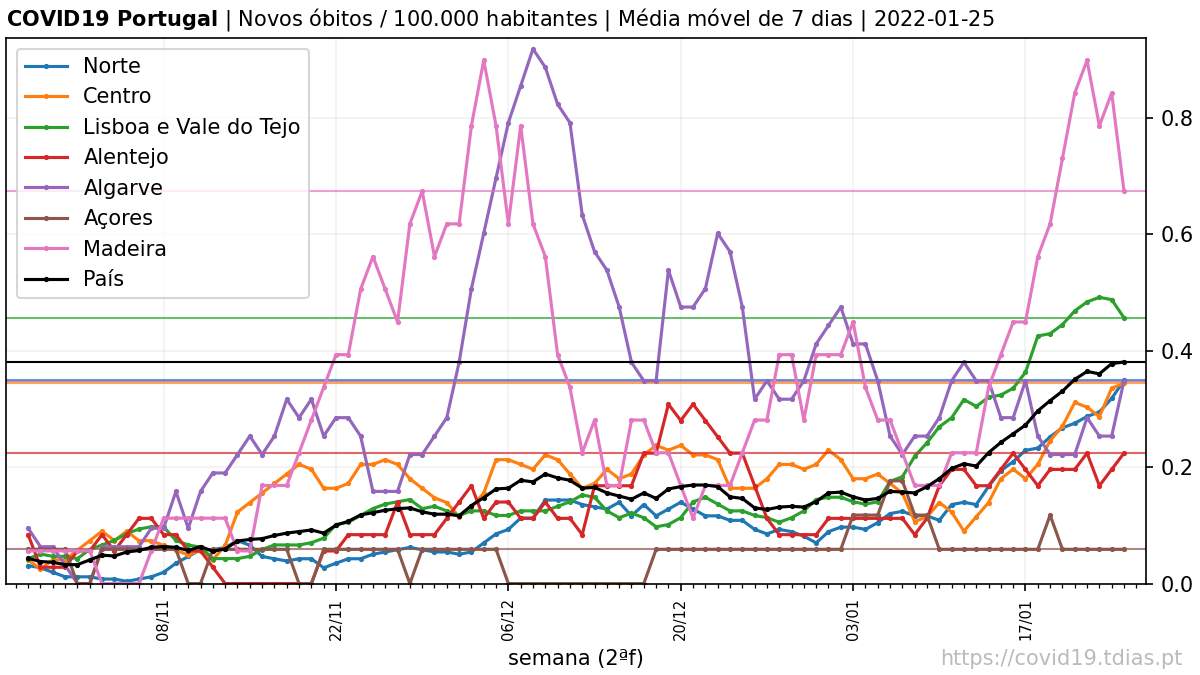 COVID19 Portugal | Novos óbitos / 100.000 habitantes | Média móvel de 7 dias | 2022-01-25
Norte
Centro
Lisboa e Vale do Tejo
Alentejo
Algarve
Açores
Madeira
País
0.8
0.6
0.4
0.2
0.0
08/11
22/11
06/12
20/12
03/01
17/01
semana (2ªf)
https://covid19.tdias.pt